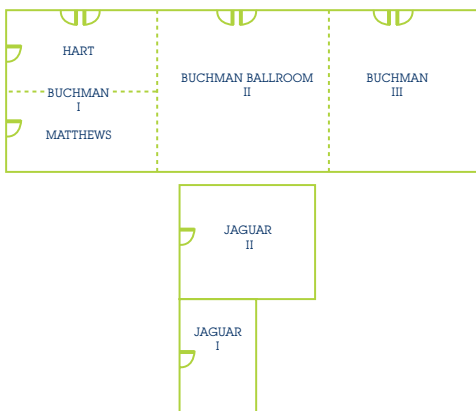 HART
BUCHMAN
I
MATTHEWS
BUCHMAN BALLROOM
II
BUCHMAN
III
JAGUAR
II
JAGUAR
I